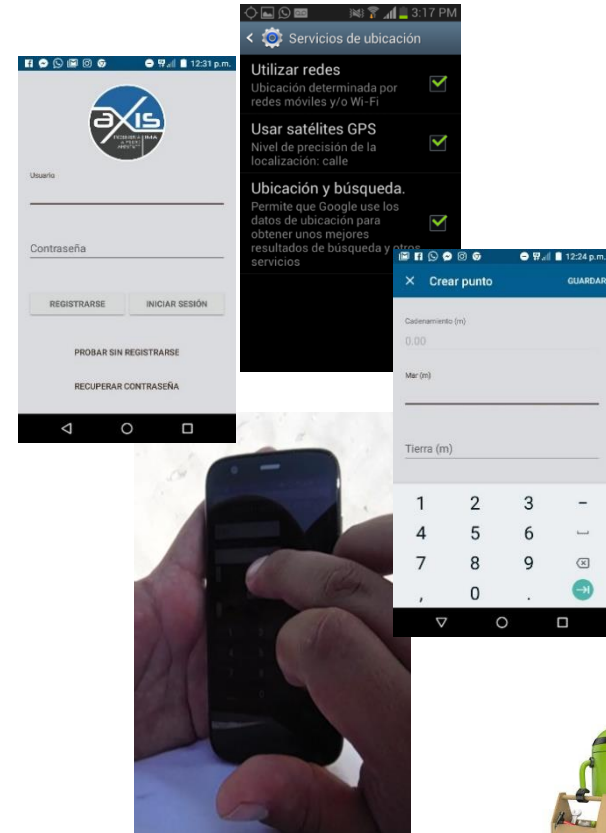 12:31 p.m.
axis
Usuario
Contraseña
REGISTRARSE
INICIAR SESIÓN
PROBAR SIN REGISTRARSE
RECUPERAR CONTRASEÑA
3:17 PM
Servicios de ubicación
Utilizar redes
Ubicación determinada por
redes móviles y/o Wi-Fi
Usar satélites GPS
Nivel de precisión de la
localización: calle
Ubicación y búsqueda.
Permite que Google use los
datos de ubicación para
obtener unos mejores
resultados de búsqueda y otros
servicios
12:24 p.m.
Crear punto
GUARDAR
Cadenamiento (m)
0.00
Mar (m)
Tierra (m)
1 2 3 -
4 5 6
7 8 9
, 0 .